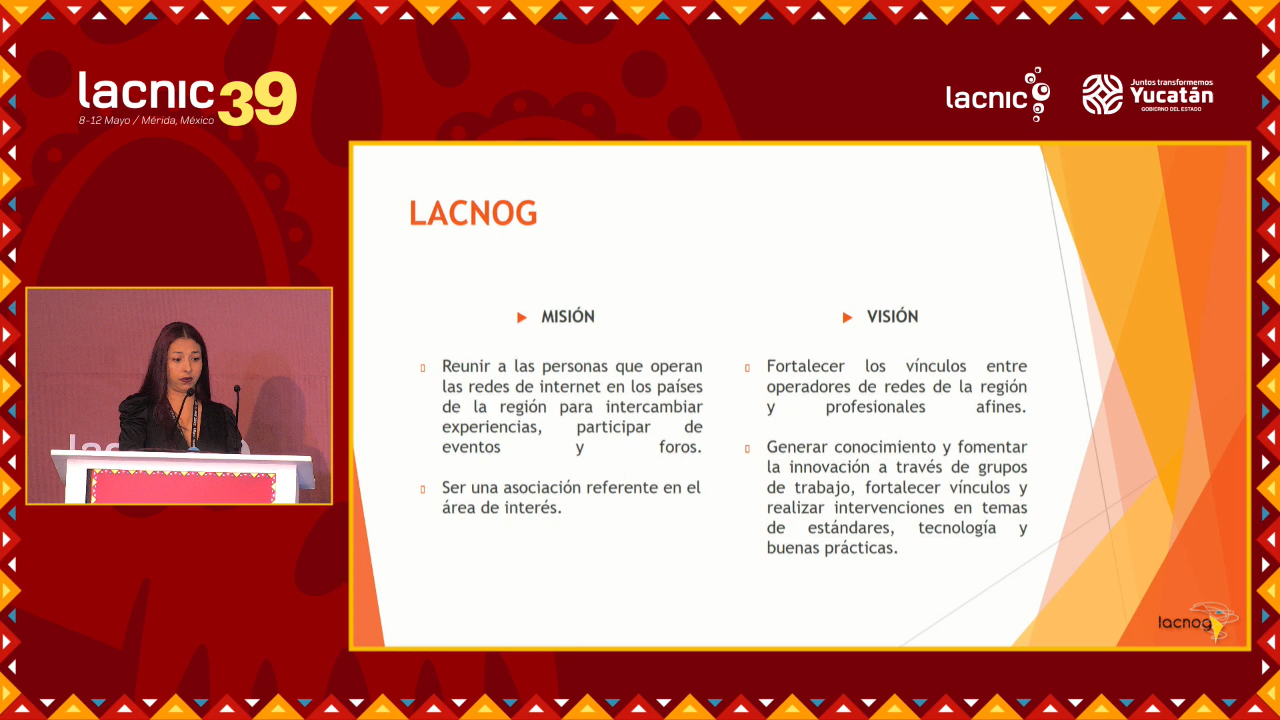 lacnic39
8-12 Mayo / Mérida, México
lacnic
Juntos transformemos
Yucatán
GOBIERNO DEL ESTADO
LACNOG
MISIÓN
Reunir a las personas que operan
las redes de internet en los países
de la región para intercambiar
experiencias, participar de
eventos y foros.
Ser una asociación referente en el
área de interés.
VISIÓN
Fortalecer los vínculos entre
operadores de redes de la región
y profesionales afines.
Generar conocimiento y fomentar
la innovación a través de grupos
de trabajo, fortalecer vínculos y
realizar intervenciones en temas
de estándares, tecnología y
buenas prácticas.
lacnog